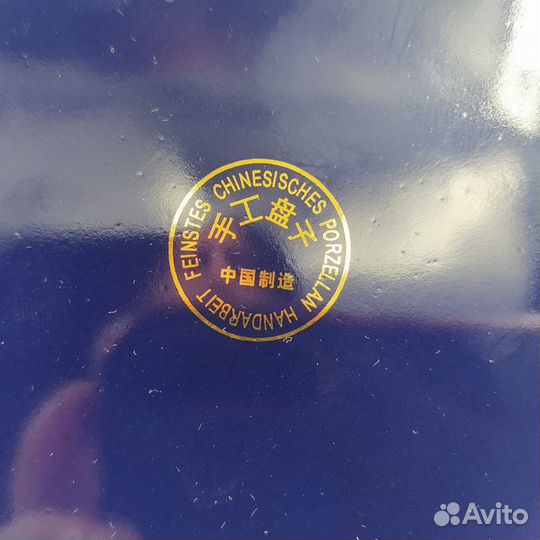 FEINSTES CHINESISCHES PORZELLAN HANDARBEIT
手工盘子
中国制造
Avito